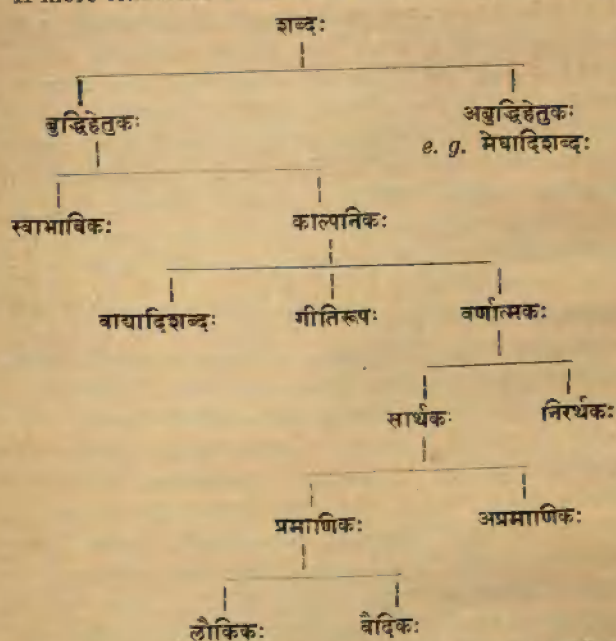 शब्दः
बुद्धिहेतुकः अबुद्धिहेतुकः
e. g. मेघादिशब्दः
स्वाभाविकः काल्पनिकः
वाद्यादिशब्दः गीतिरूपः वर्णात्मकः
सार्थकः निरर्थकः
प्रमाणिकः अप्रमाणिकः
लौकिकः वैदिकः